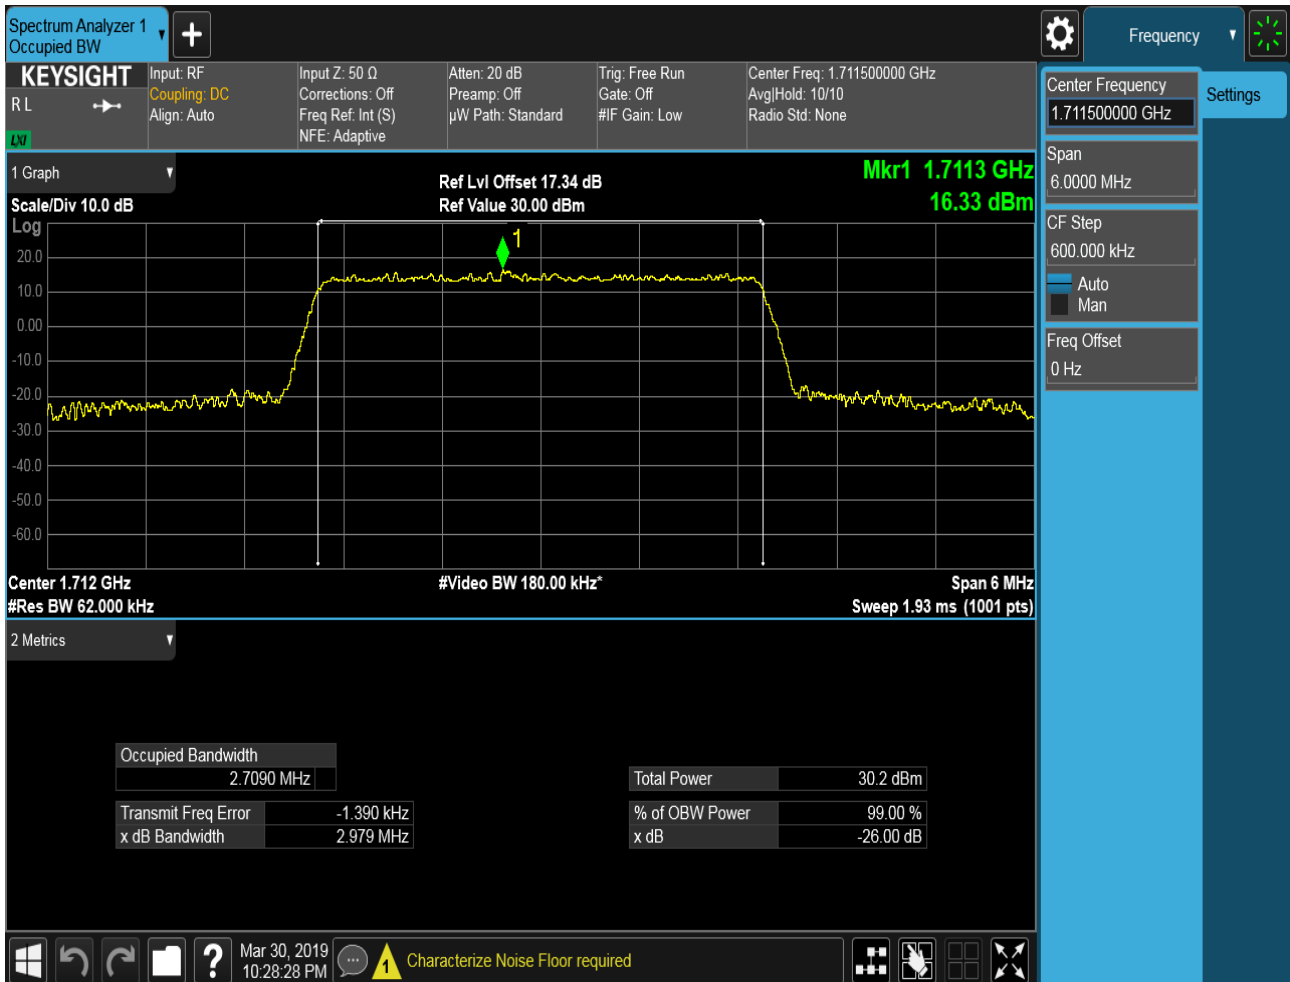 Spectrum Analyzer 1
Occupied BW
Frequency
KEYSIGHT
R L
LXI
Input: RF
Coupling: DC
Align: Auto
Input Z: 50 Ω
Corrections: Off
Freq Ref: Int (S)
NFE: Adaptive
Atten: 20 dB
Preamp: Off
µW Path: Standard
Trig: Free Run
Gate: Off
#IF Gain: Low
Center Freq: 1.711500000 GHz
Avg|Hold: 10/10
Radio Std: None
Center Frequency
1.711500000 GHz
Settings
Span
6.0000 MHz
CF Step
600.000 kHz
Auto
Man
Freq Offset
0 Hz
1 Graph
Scale/Div 10.0 dB
Ref Lvl Offset 17.34 dB
Ref Value 30.00 dBm
Mkr1 1.7113 GHz
16.33 dBm
Log
1
20.0
10.0
0.00
-10.0
-20.0
-30.0
-40.0
-50.0
-60.0
Center 1.712 GHz
#Video BW 180.00 kHz*
Span 6 MHz
#Res BW 62.000 kHz
Sweep 1.93 ms (1001 pts)
2 Metrics
Occupied Bandwidth
2.7090 MHz
Total Power 30.2 dBm
Transmit Freq Error -1.390 kHz
% of OBW Power 99.00 %
x dB Bandwidth 2.979 MHz
x dB -26.00 dB
?
Mar 30, 2019
10:28:28 PM
1
Characterize Noise Floor required